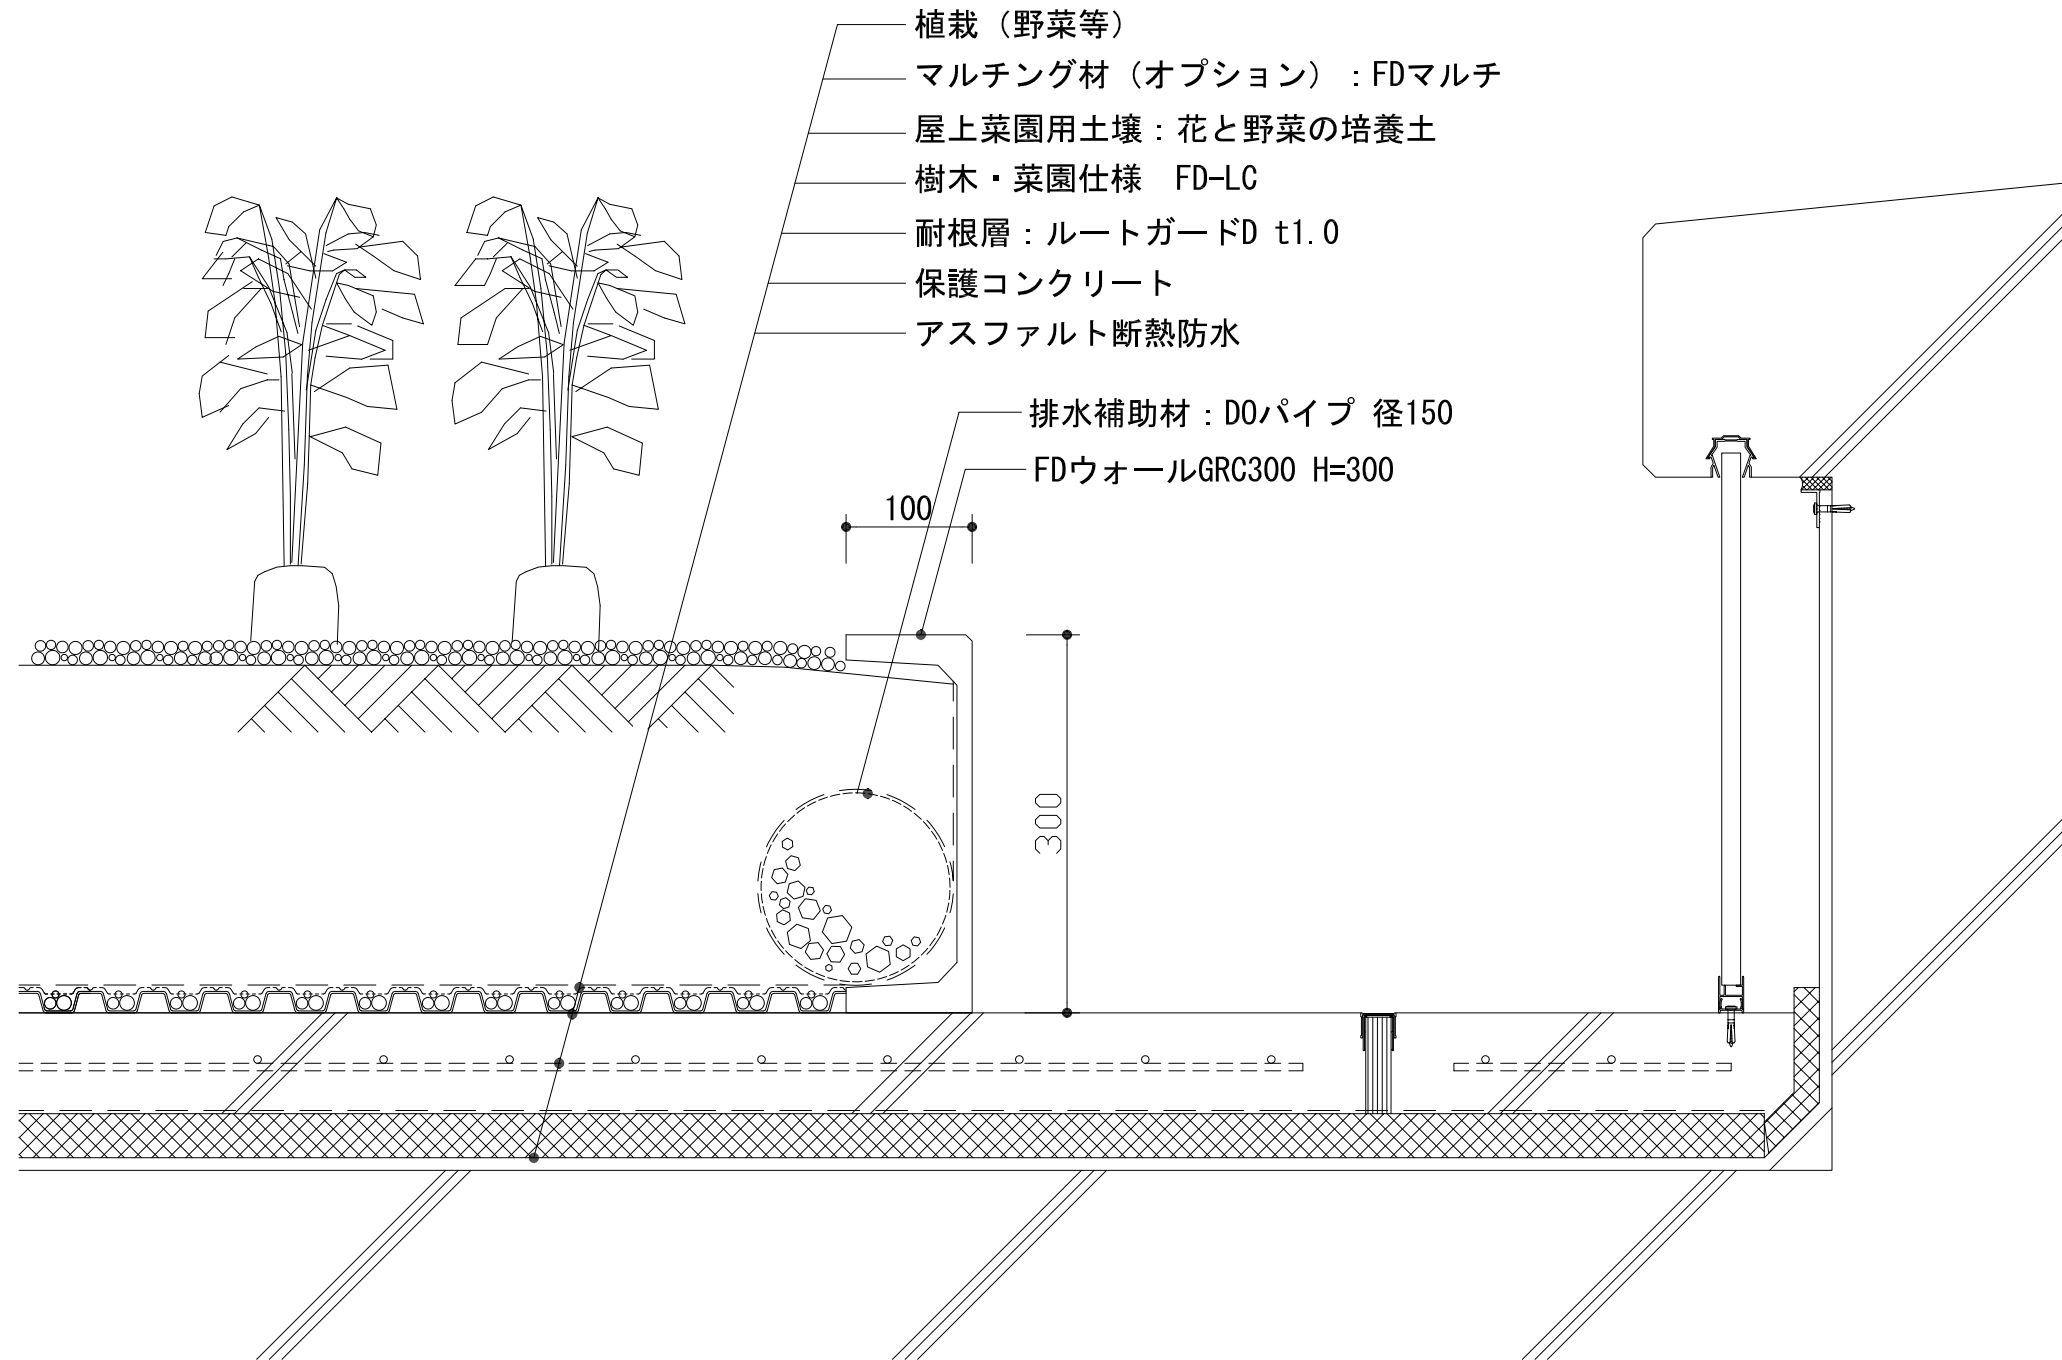 植栽（野菜等）
マルチング材（オプション）：FDマルチ
屋上菜園用土壌：花と野菜の培養土
樹木・菜園仕様　FD-LC
耐根層：ルートガードD t1.0
保護コンクリート
アスファルト断熱防水
排水補助材：DOパイプ 径150
FDウォールGRC300 H=300
100
300